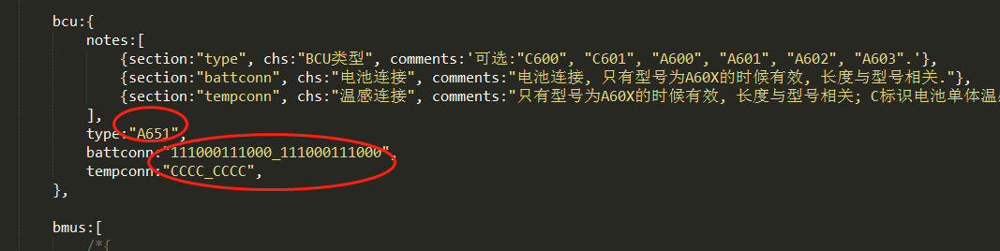 bcu:{
notes:[
{section:"type", chs:"BCU类型", comments:'可选:"C600", "C601", "A600", "A601", "A602", "A603".'},
{section:"battconn", chs:"电池连接", comments:"电池连接, 只有型号为A60X的时候有效, 长度与型号相关."},
{section:"tempconn", chs:"温感连接", comments:"只有型号为A60X的时候有效, 长度与型号相关; C标识电池单体温
],
type:"A651",
battconn:"111000111000_111000111000",
tempconn:"CCCC_CCCC",
},
bmus:[
/*{